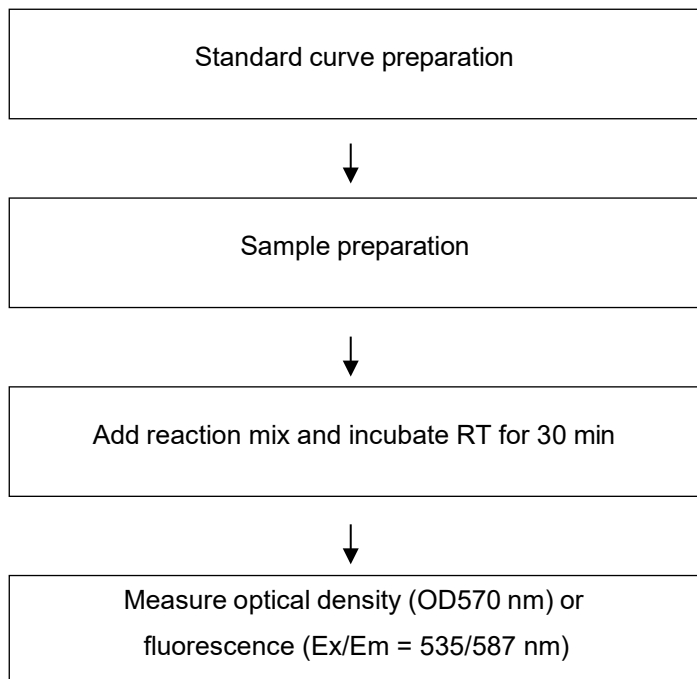 Standard curve preparation
Sample preparation
Add reaction mix and incubate RT for 30 min
Measure optical density (OD570 nm) or
fluorescence (Ex/Em = 535/587 nm)